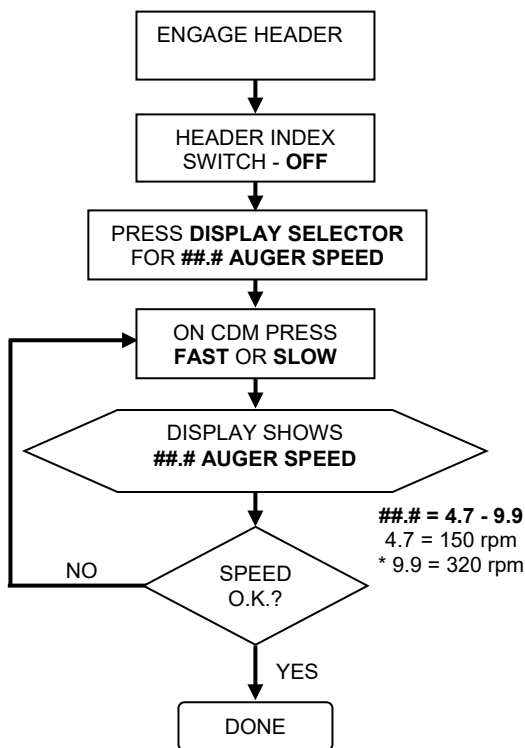 ENGAGE HEADER
HEADER INDEX
SWITCH - OFF
PRESS DISPLAY SELECTOR
FOR ##.# AUGER SPEED
ON CDM PRESS
FAST OR SLOW
DISPLAY SHOWS
##.# AUGER SPEED
##.# = 4.7 - 9.9
4.7 = 150 rpm
* 9.9 = 320 rpm
NO
SPEED
O.K.?
YES
DONE